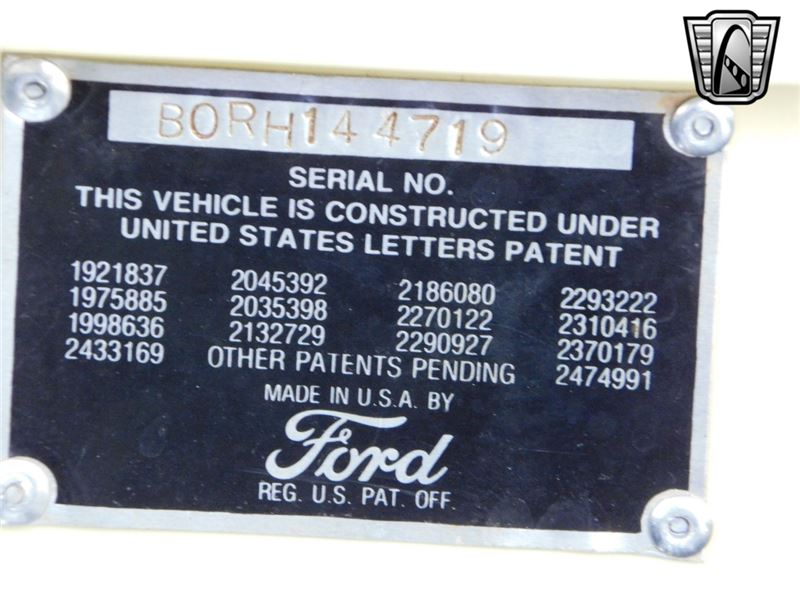 BORH144719
SERIAL NO.
THIS VEHICLE IS CONSTRUCTED UNDER
UNITED STATES LETTERS PATENT
1921837 2045392 2186080 2293222
1975885 2035398 2270122 2310416
1998636 2132729 2290927 2370179
2433169 OTHER PATENTS PENDING 2474991
MADE IN U.S.A. BY
Ford
REG. U.S. PAT. OFF.